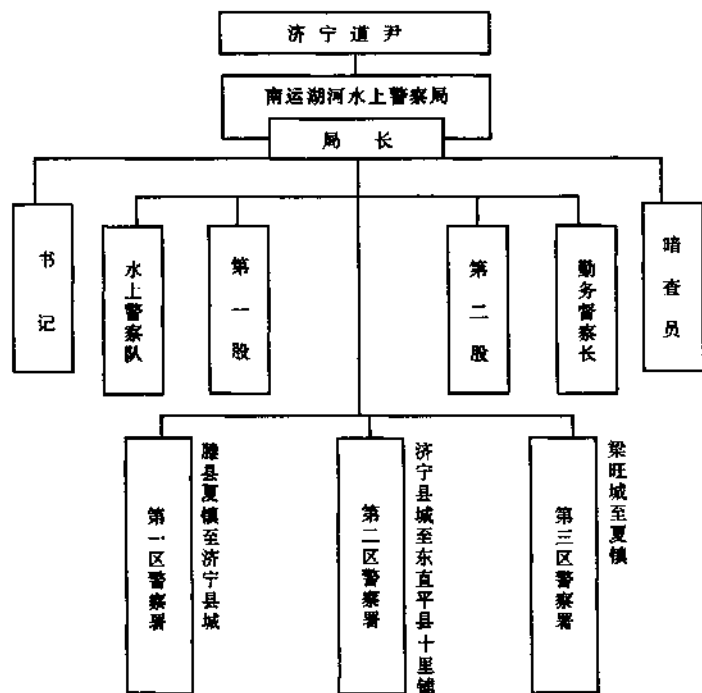 济宁道尹
南运湖河水上警察局
局长
书记
水上警察队
第一股
第二股
勤务督察长
暗查员
第一区警察署
滕县夏镇至济宁县城
第二区警察署
济宁县城至东直平县十里铺
第三区警察署
梁旺城至夏镇